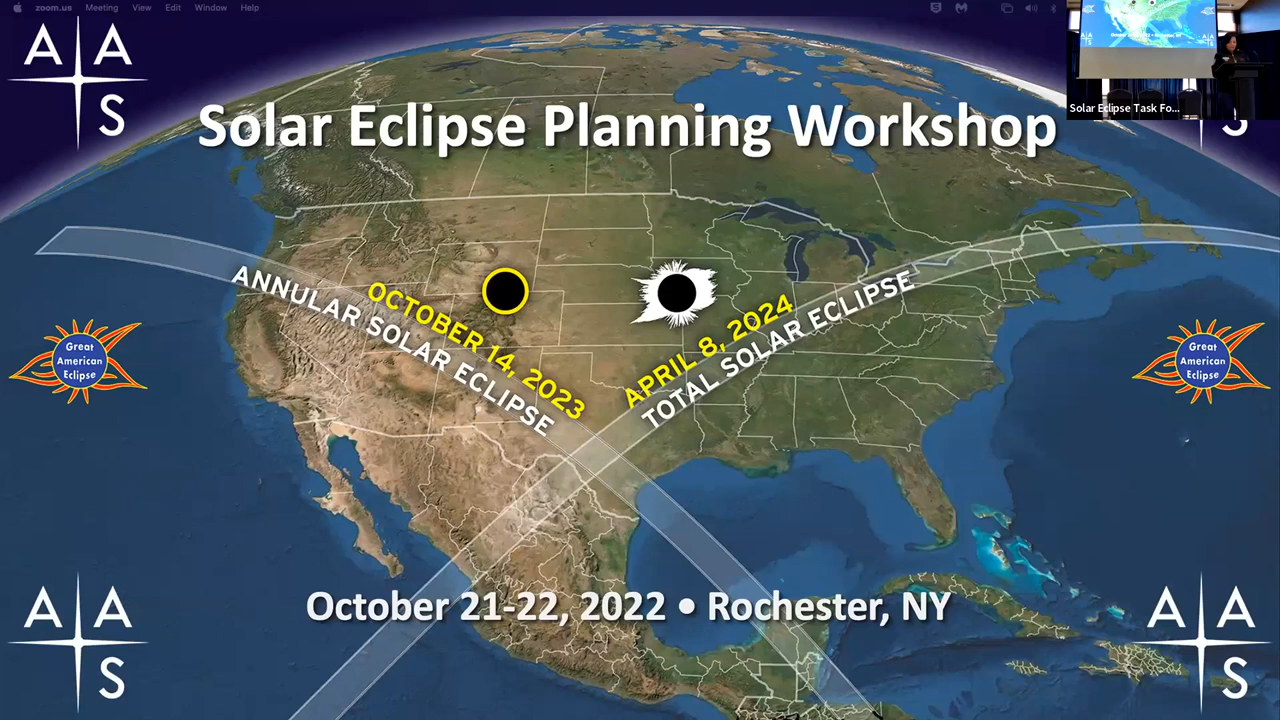 zoom.us Meeting View Edit Window Help
A A
S
Solar Eclipse Task Fo...
S
Solar Eclipse Planning Workshop
OCTOBER 14, 2023
ANNULAR SOLAR ECLIPSE
APRIL 8, 2024
TOTAL SOLAR ECLIPSE
Great
American
Eclipse
Great
American
Eclipse
October 21-22, 2022 • Rochester, NY
A A
S
A A
S